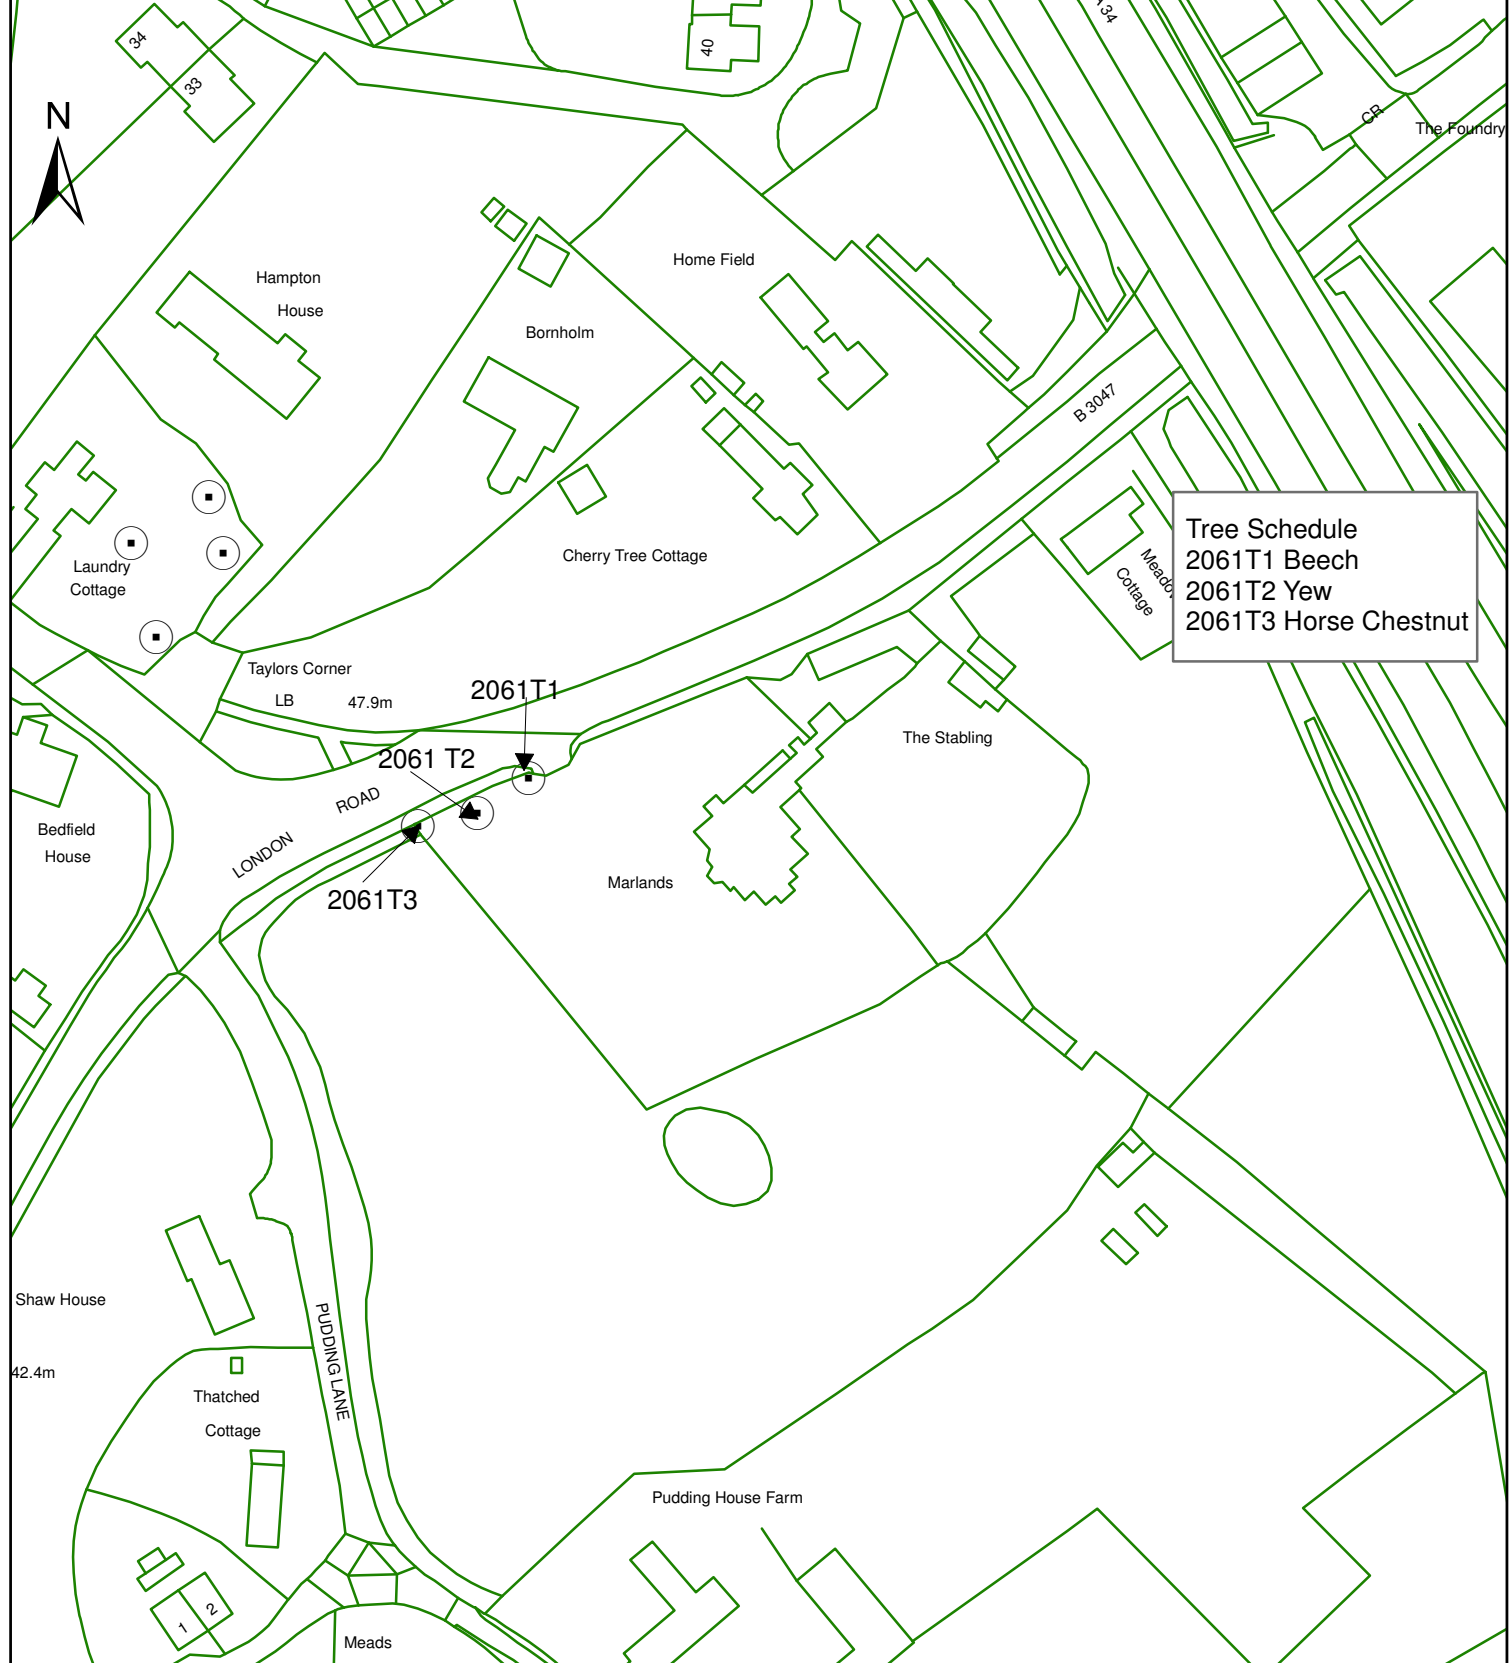 34
33
40
A34
N
CR
The Foundry
Home Field
Hampton
House
Bornholm
B 3047
Tree Schedule
2061T1 Beech
2061T2 Yew
2061T3 Horse Chestnut
Cherry Tree Cottage
Laundry
Cottage
Cottage
Taylors Corner
LB
47.9m
2061T1
The Stabling
2061 T2
LONDON ROAD
Bedfield
House
Marlands
2061T3
Shaw House
PUDDING LANE
42.4m
Thatched
Cottage
Pudding House Farm
1
2
Meads